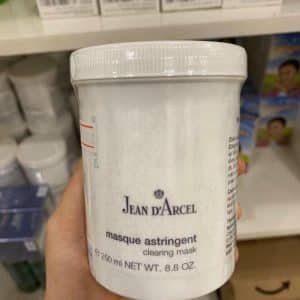 JEAN D'ARCEL
masque astringent
clearing mask
℮ 250 ml NET WT. 8.8 OZ.